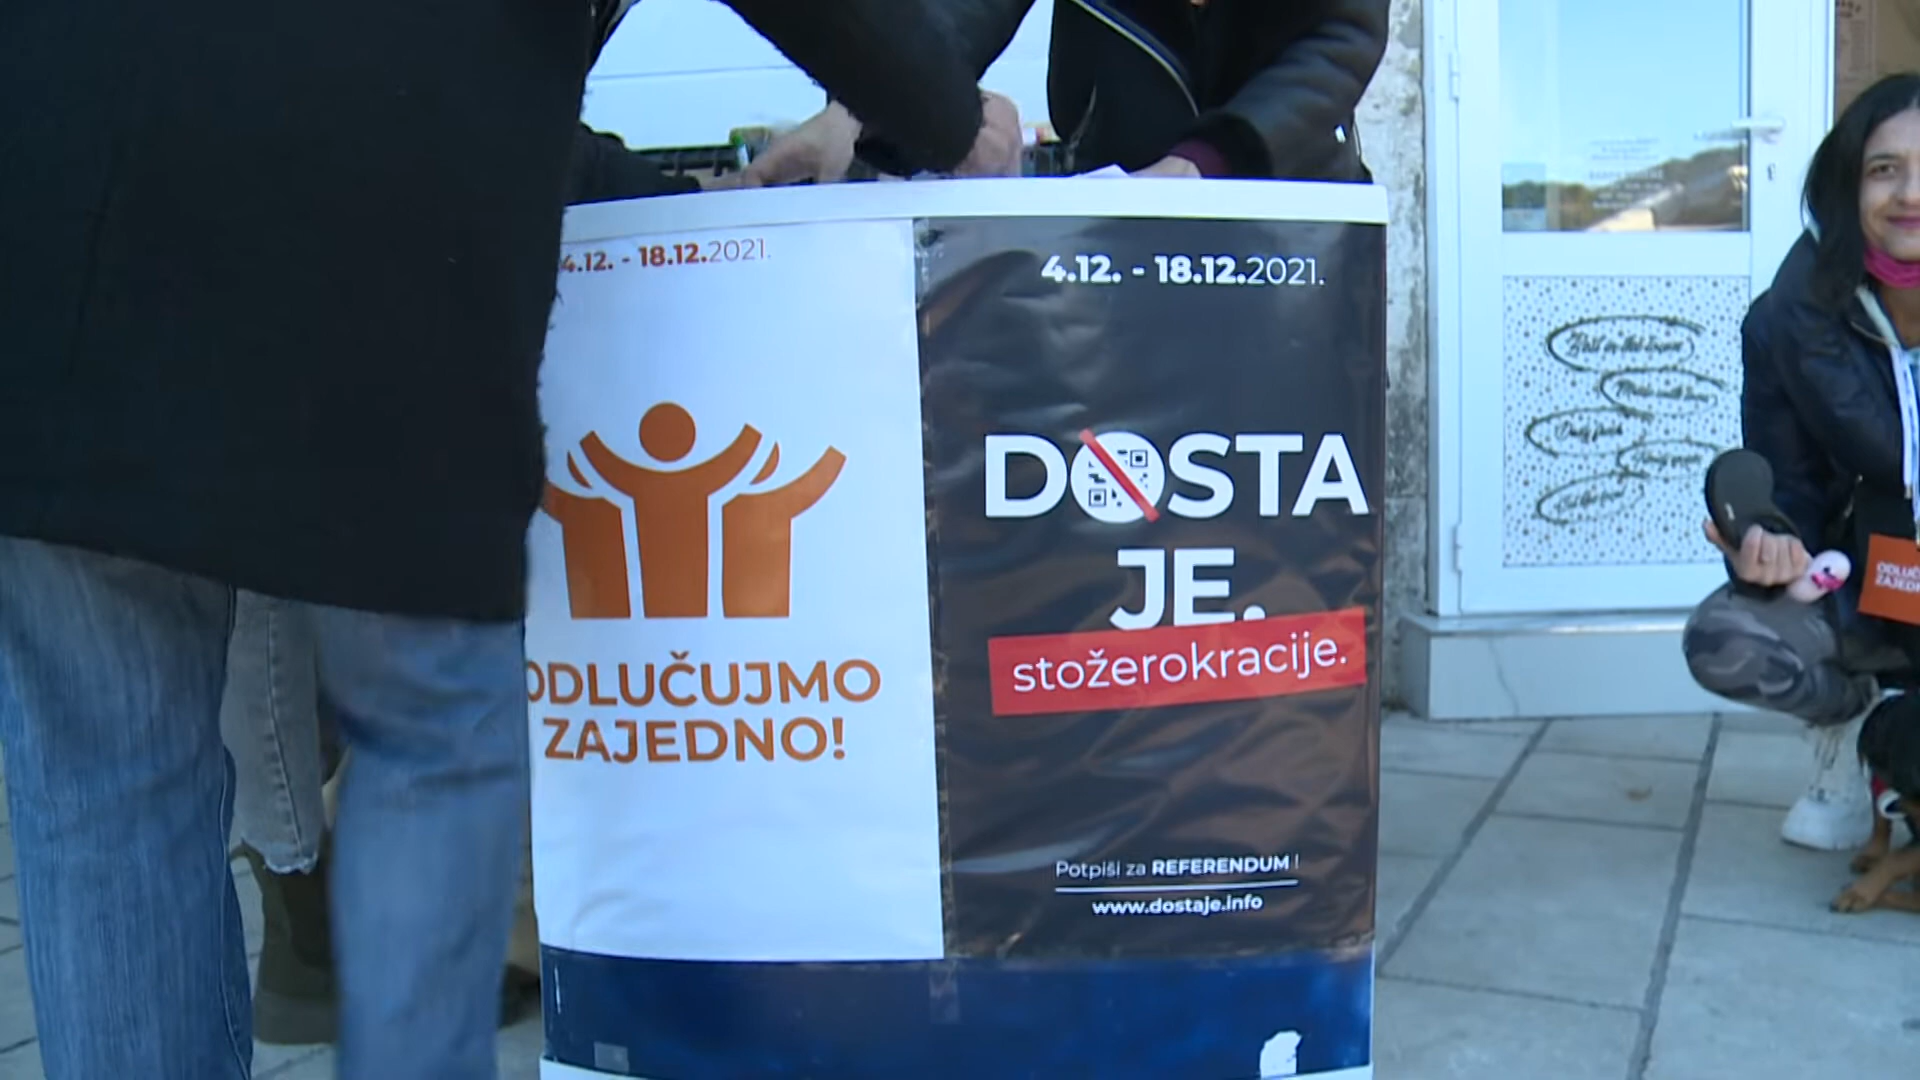 4.12. - 18.12.2021.
ODLUČUJMO
ZAJEDNO!
4.12. - 18.12.2021.
DOSTA
JE.
stožerokracije.
Potpiši za REFERENDUM!
www.dostaje.info